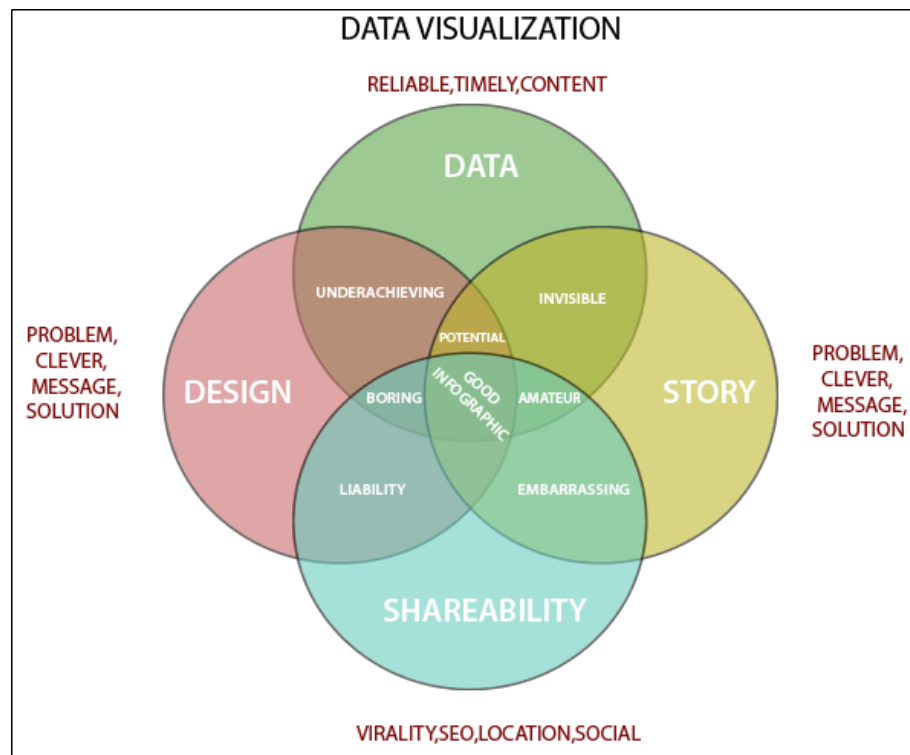 DATA VISUALIZATION
RELIABLE,TIMELY,CONTENT
DATA
UNDERACHIEVING
INVISIBLE
POTENTIAL
PROBLEM,
CLEVER,
MESSAGE,
SOLUTION
DESIGN
BORING
GOOD
INFOGRAPHIC
AMATEUR
STORY
PROBLEM,
CLEVER,
MESSAGE,
SOLUTION
LIABILITY
EMBARRASSING
SHAREABILITY
VIRALITY,SEO,LOCATION,SOCIAL